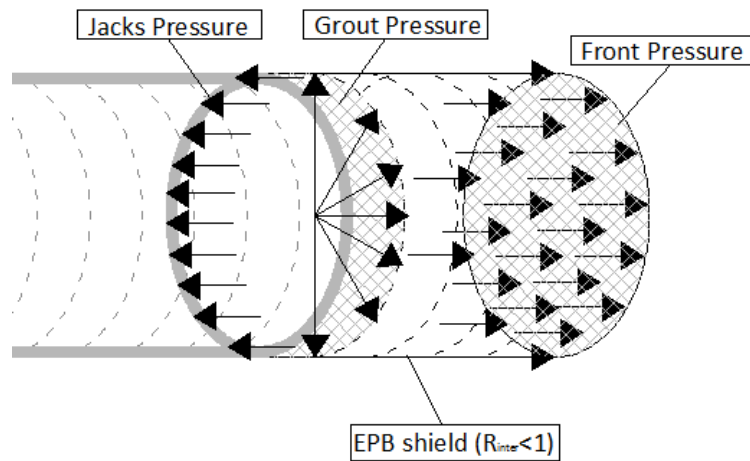 Jacks Pressure
Grout Pressure
Front Pressure
EPB shield (Rinter<1)